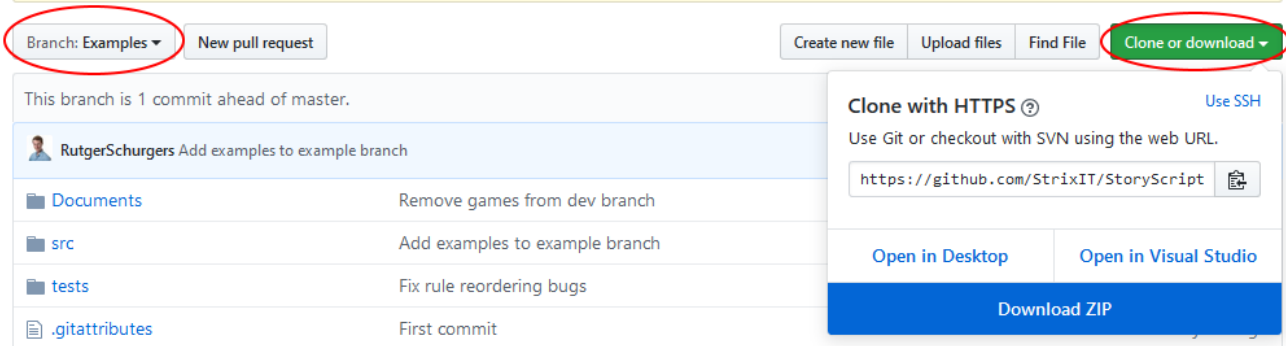 Branch: Examples
New pull request
Create new file
Upload files
Find File
Clone or download
This branch is 1 commit ahead of master.
Clone with HTTPS
Use SSH
Use Git or checkout with SVN using the web URL.
https://github.com/StrixIT/StoryScript
Open in Desktop
Open in Visual Studio
Download ZIP
RutgerSchurgers Add examples to example branch
Documents
Remove games from dev branch
src
Add examples to example branch
tests
Fix rule reordering bugs
.gitattributes
First commit